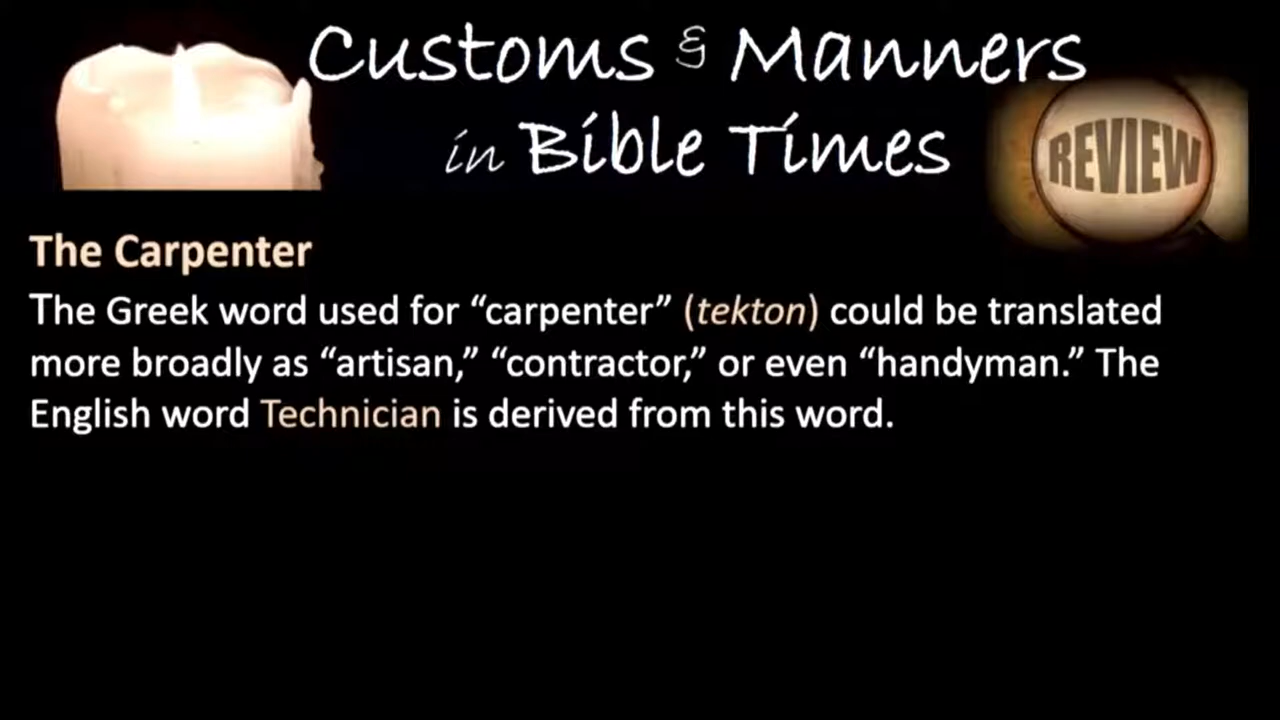 Customs & Manners
in Bible Times
REVIEW
The Carpenter
The Greek word used for “carpenter” (tekton) could be translated
more broadly as “artisan,” “contractor,” or even “handyman.” The
English word Technician is derived from this word.